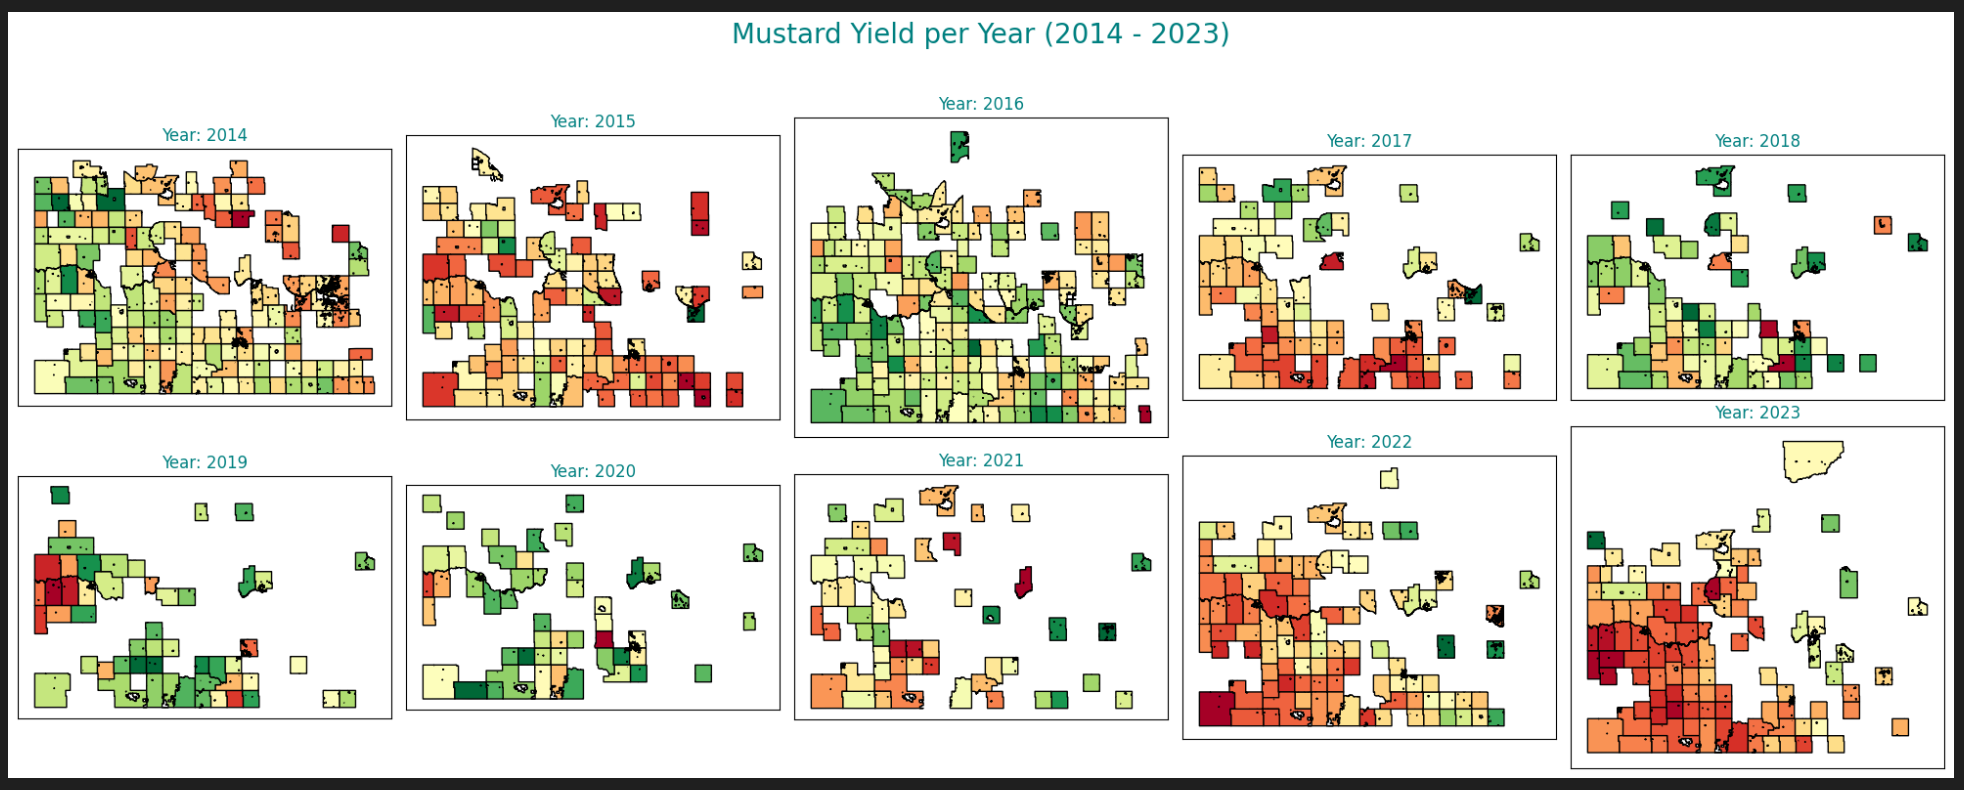 Mustard Yield per Year (2014 - 2023)
Year: 2014
Year: 2015
Year: 2016
Year: 2017
Year: 2018
Year: 2019
Year: 2020
Year: 2021
Year: 2022
Year: 2023